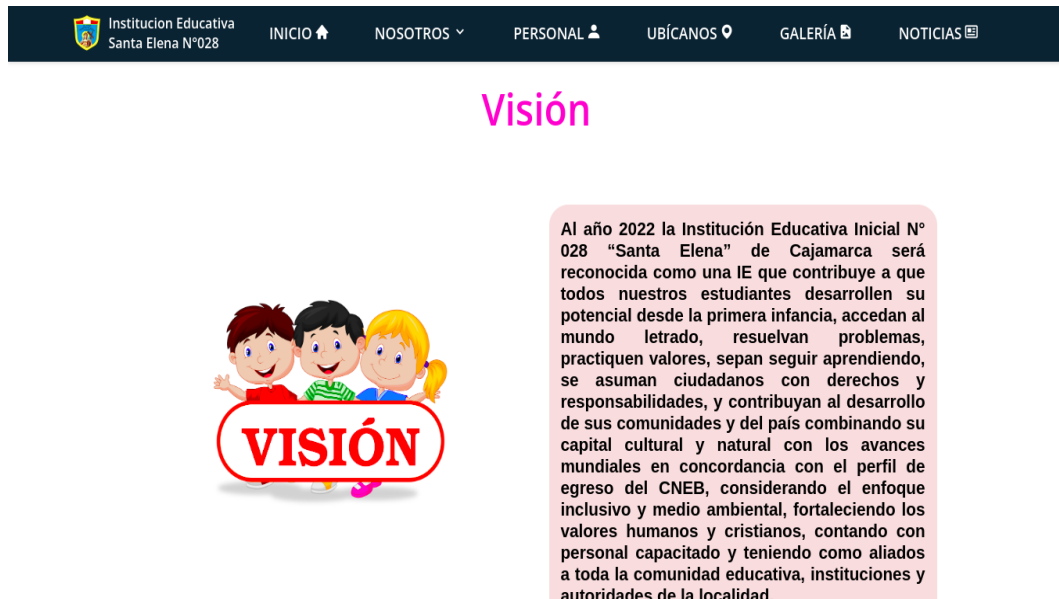 Institucion Educativa
Santa Elena N°028
INICIO
NOSOTROS
PERSONAL
UBÍCANOS
GALERÍA
NOTICIAS
Visión
VISIÓN
Al año 2022 la Institución Educativa Inicial N°
028 “Santa Elena” de Cajamarca será
reconocida como una IE que contribuye a que
todos nuestros estudiantes desarrollen su
potencial desde la primera infancia, accedan al
mundo letrado, resuelvan problemas,
practiquen valores, sepan seguir aprendiendo,
se asuman ciudadanos con derechos y
responsabilidades, y contribuyan al desarrollo
de sus comunidades y del país combinando su
capital cultural y natural con los avances
mundiales en concordancia con el perfil de
egreso del CNEB, considerando el enfoque
inclusivo y medio ambiental, fortaleciendo los
valores humanos y cristianos, contando con
personal capacitado y teniendo como aliados
a toda la comunidad educativa, instituciones y
autoridades de la localidad